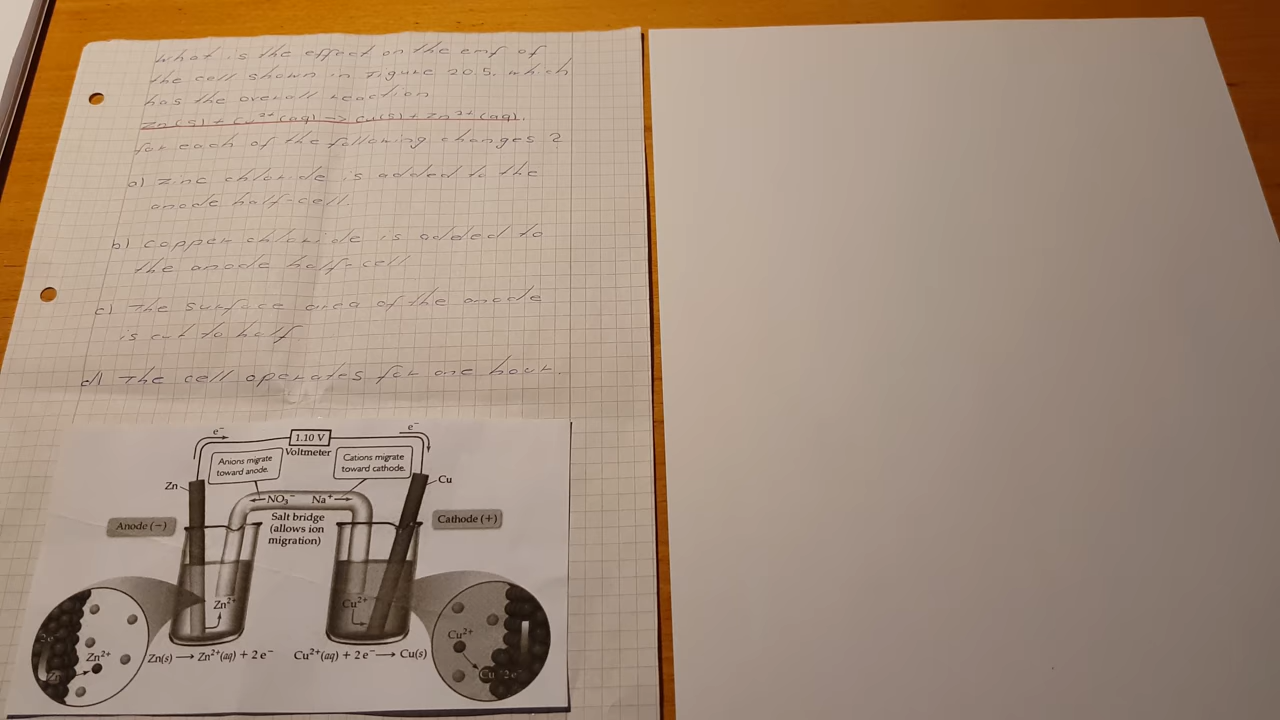 What is the effect on the emf of
the cell shown in Figure 20.5, which
has the overall reaction
Zn(s) + Cu²⁺(aq) → Cu(s) + Zn²⁺(aq).
for each of the following changes ?
a) zinc chloride is added to the
anode half-cell.
b) copper chloride is added to
the anode half-cell
c) The surface area of the anode
is cut to half
d) The cell operates for one hour.
e⁻
1.10 V
e⁻
Voltmeter
Anions migrate
toward anode.
Cations migrate
toward cathode.
Zn
Cu
NO₃⁻ Na⁺
Anode (−)
Salt bridge
(allows ion
migration)
Cathode (+)
Zn²⁺
Cu²⁺
2e⁻
Zn²⁺
Zn
Cu²⁺
Cu 2e⁻
Zn(s) ⟶ Zn²⁺(aq) + 2 e⁻
Cu²⁺(aq) + 2 e⁻ ⟶ Cu(s)